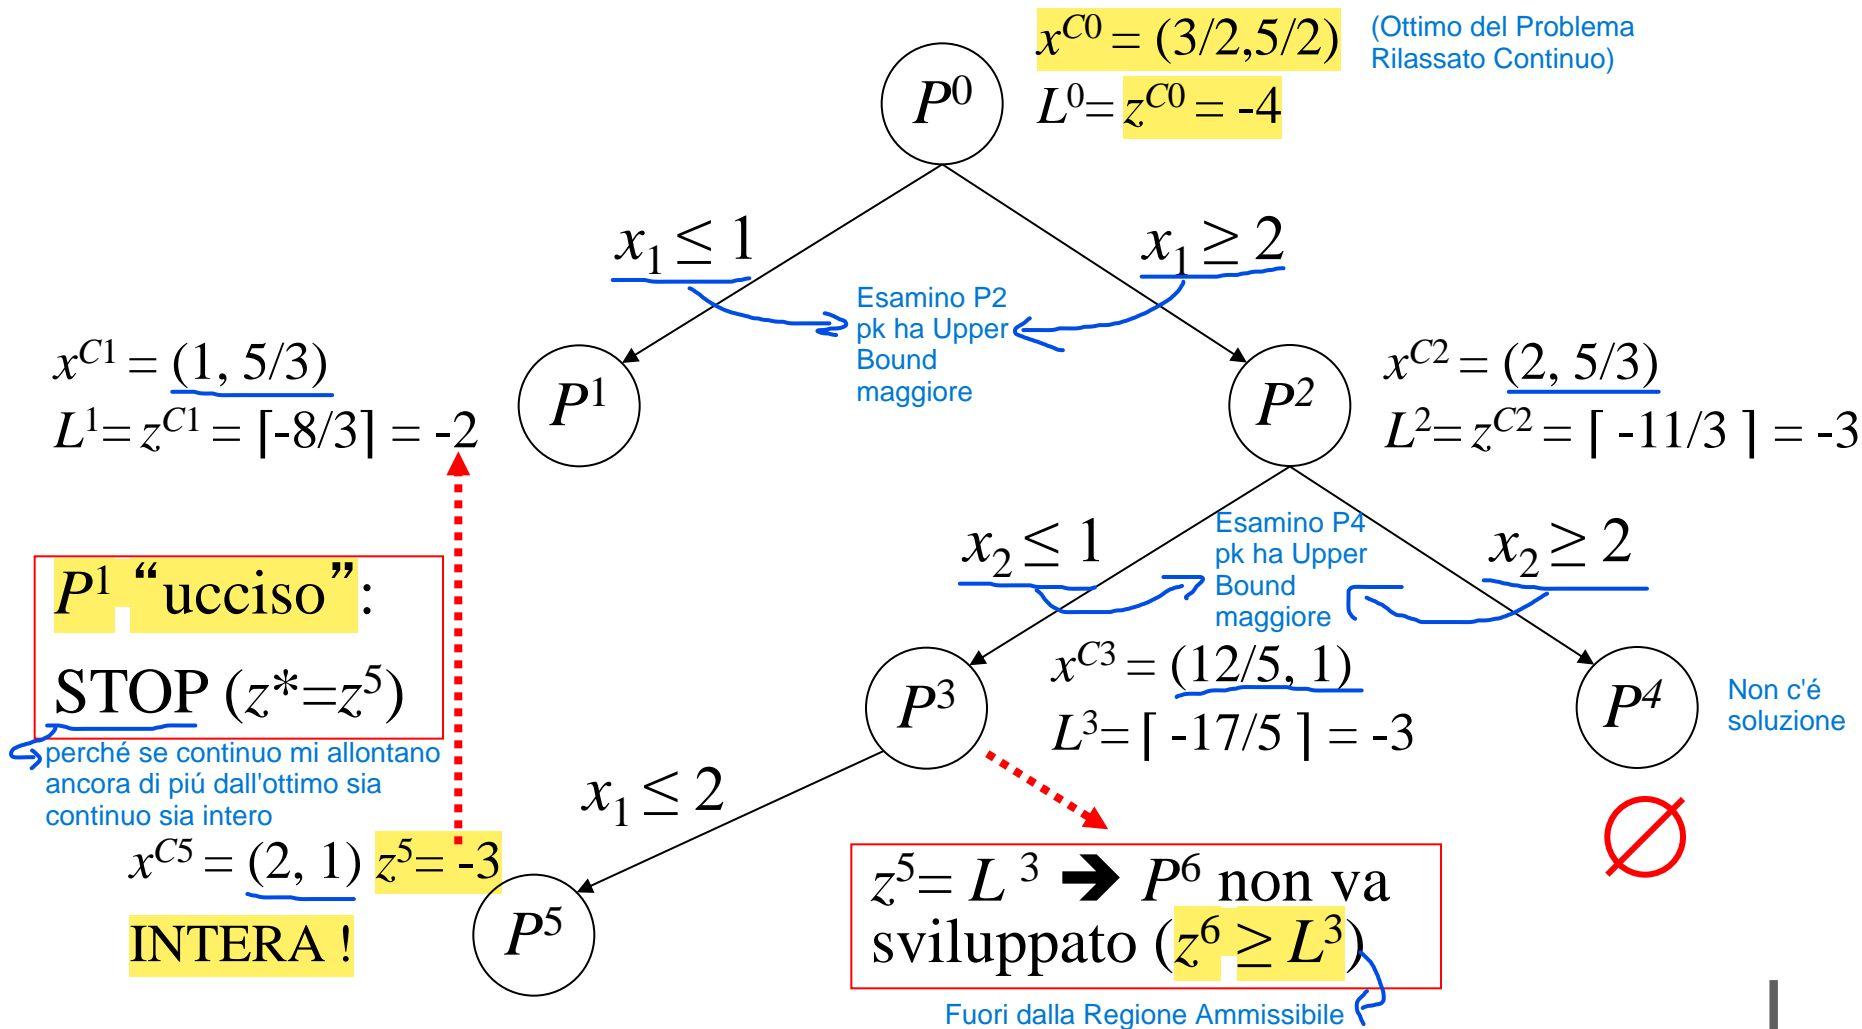 x^C0 = (3/2,5/2)
(Ottimo del Problema
Rilassato Continuo)
P^0
L^0= z^C0 = -4
x_1 ≤ 1
x_1 ≥ 2
Esamino P2
pk ha Upper
Bound
maggiore
x^C1 = (1, 5/3)
L^1= z^C1 = ⌈-8/3⌉ = -2
P^1
P^2
x^C2 = (2, 5/3)
L^2= z^C2 = ⌈ -11/3 ⌉ = -3
x_2 ≤ 1
Esamino P4
pk ha Upper
Bound
maggiore
x_2 ≥ 2
P^1 “ucciso”:
STOP (z*=z^5)
perché se continuo mi allontano
ancora di piú dall'ottimo sia
continuo sia intero
P^3
x^C3 = (12/5, 1)
L^3= ⌈ -17/5 ⌉ = -3
P^4
Non c'é
soluzione
x_1 ≤ 2
x^C5 = (2, 1) z^5= -3
INTERA !
P^5
z^5= L^3 ➔ P^6 non va
sviluppato (z^6 ≥ L^3)
Fuori dalla Regione Ammissibile